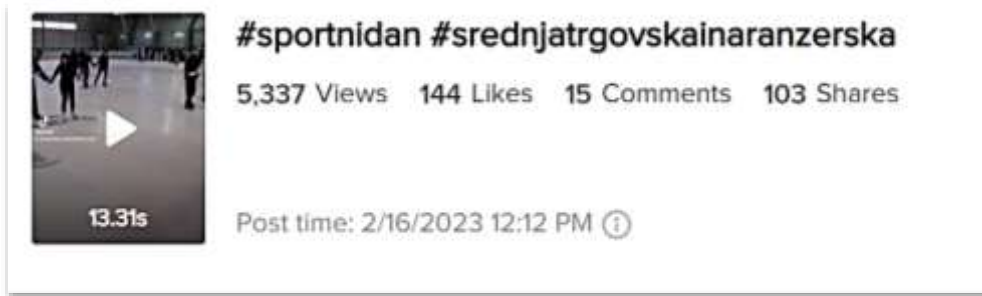 #sportnidan #srednjatrgovskainaranzerska
5,337 Views 144 Likes 15 Comments 103 Shares
13.31s
Post time: 2/16/2023 12:12 PM